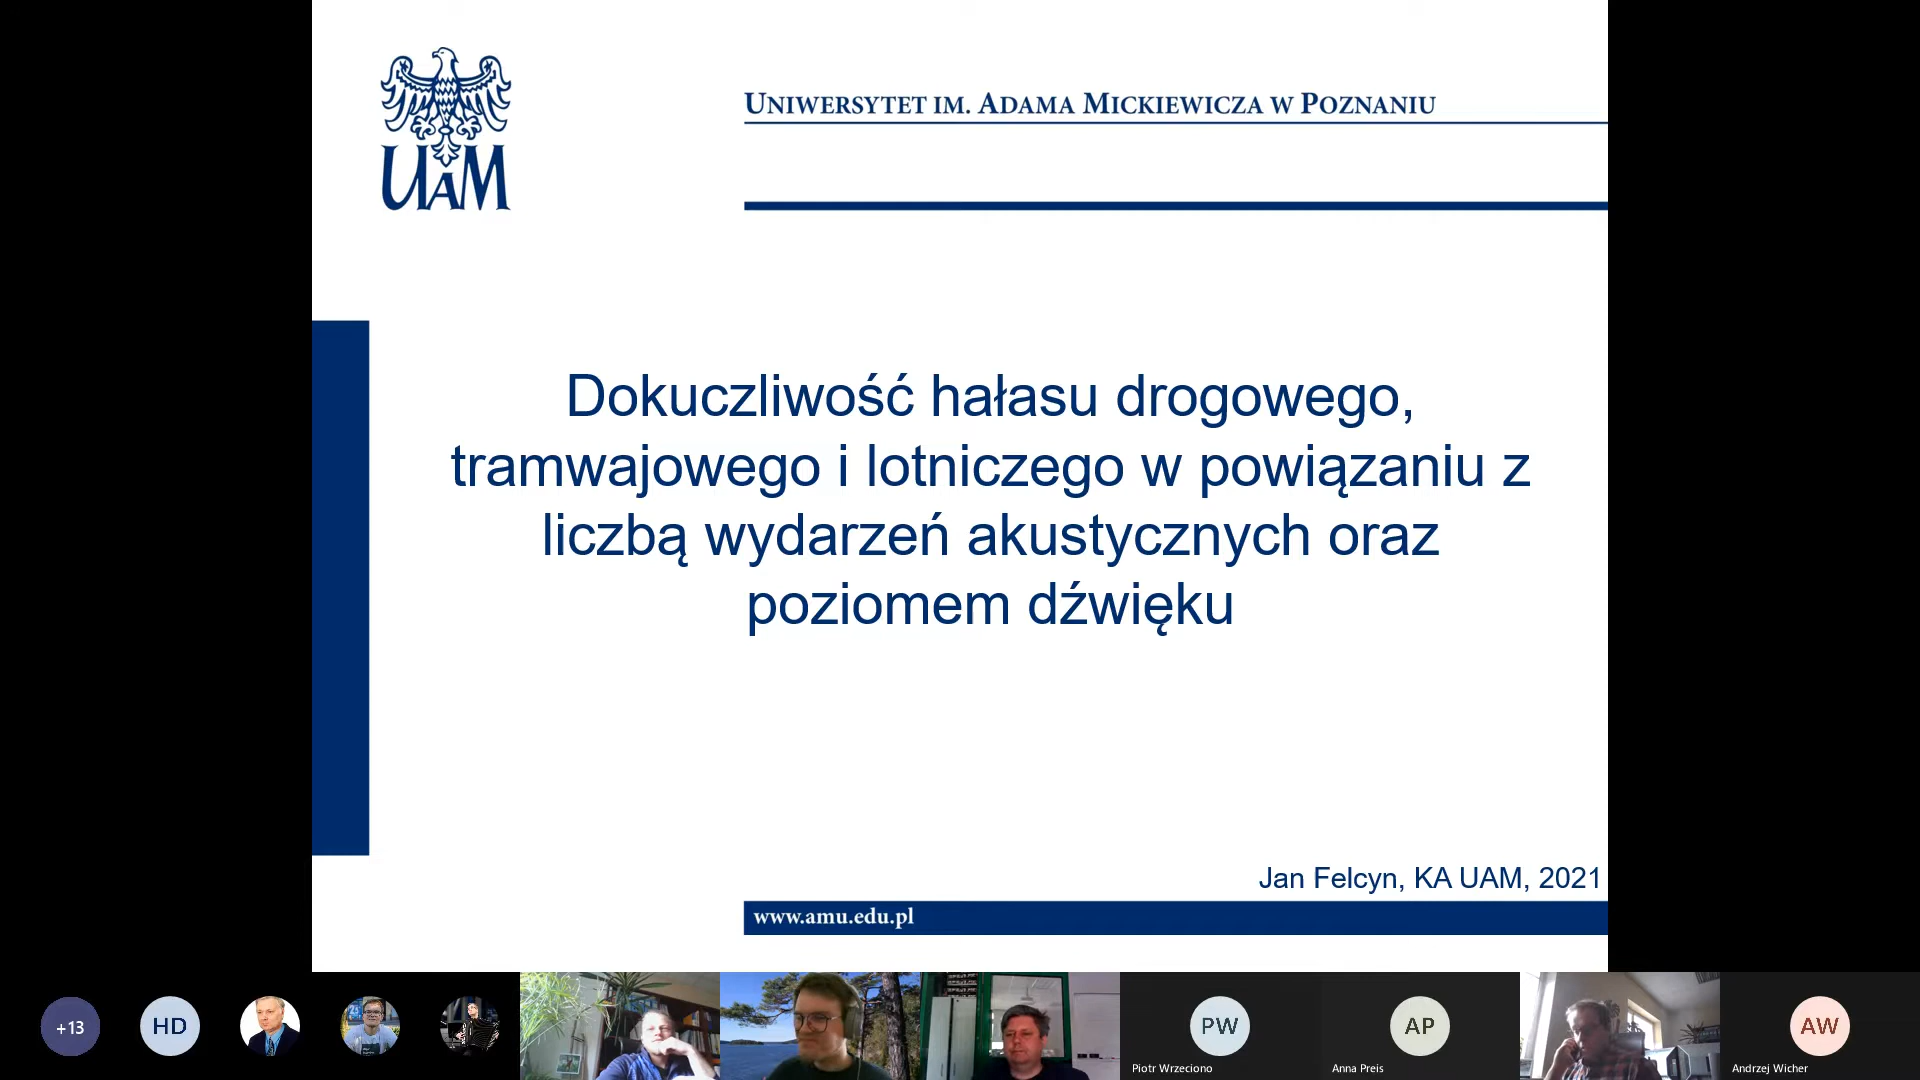 UAM
UNIWERSYTET IM. ADAMA MICKIEWICZA W POZNANIU
Dokuczliwość hałasu drogowego,
tramwajowego i lotniczego w powiązaniu z
liczbą wydarzeń akustycznych oraz
poziomem dźwięku
Jan Felcyn, KA UAM, 2021
www.amu.edu.pl
+13
HD
PW
Piotr Wrzeciono
AP
Anna Preis
AW
Andrzej Wicher